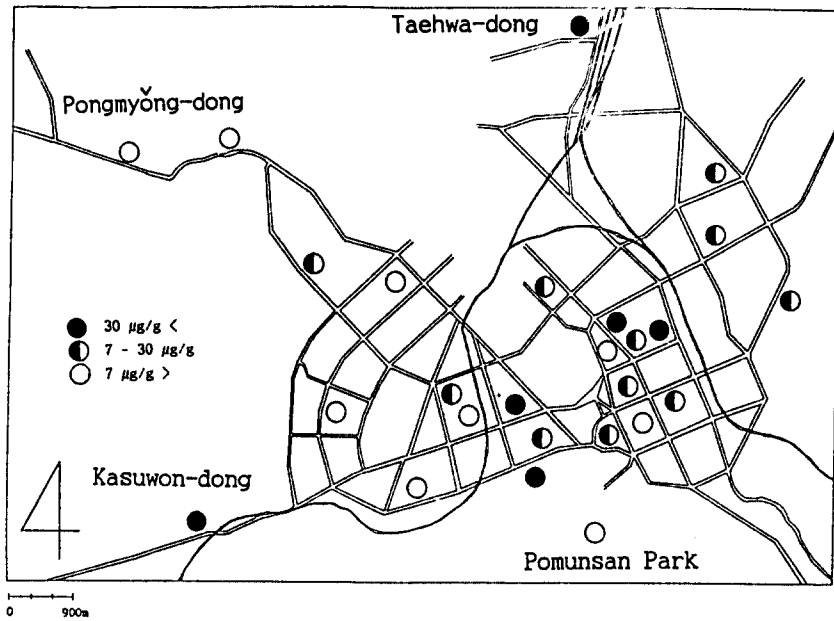 Taehwa-dong
Pongmyŏng-dong
30 μg/g <
7 - 30 μg/g
7 μg/g >
Kasuwon-dong
Pomunsan Park
0 900m